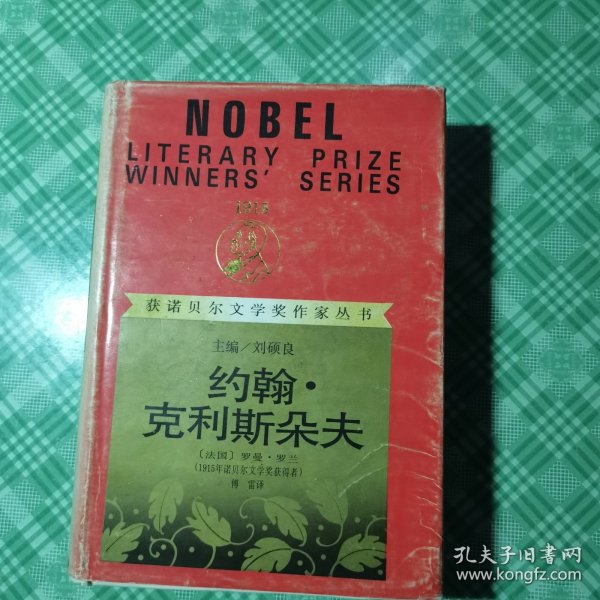 NOBEL
LITERARY PRIZE
WINNERS' SERIES
1915
获诺贝尔文学奖作家丛书
主编/刘硕良
约翰·
克利斯朵夫
〔法国〕罗曼·罗兰
(1915年诺贝尔文学奖获得者)
傅雷译
孔夫子旧书网
www.kongfz.com